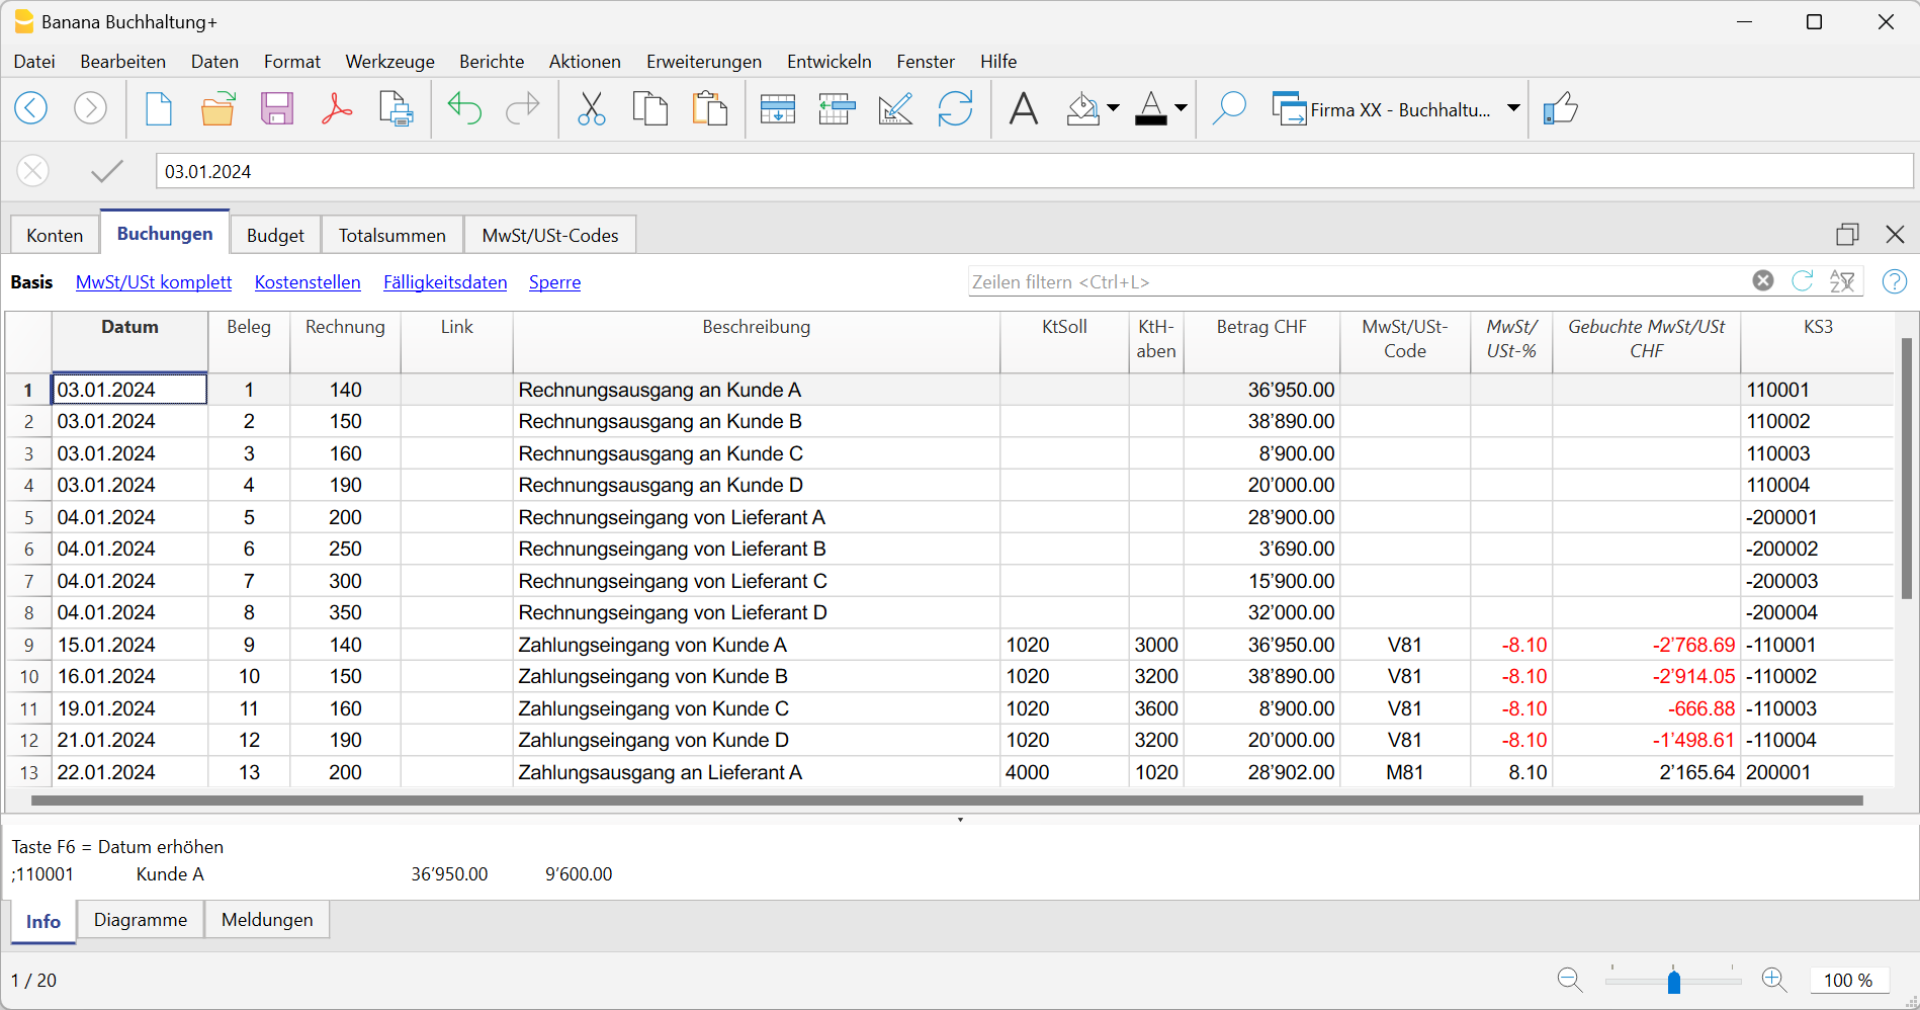 Banana Buchhaltung+
Datei Bearbeiten Daten Format Werkzeuge Berichte Aktionen Erweiterungen Entwickeln Fenster Hilfe
Firma XX - Buchhaltu...
03.01.2024
Konten Buchungen Budget Totalsummen MwSt/USt-Codes
Basis MwSt/USt komplett Kostenstellen Fälligkeitsdaten Sperre Zeilen filtern <Ctrl+L>
Datum Beleg Rechnung Link Beschreibung KtSoll KtH- Betrag CHF MwSt/USt- MwSt/ Gebuchte MwSt/USt KS3
aben Code USt-% CHF
1 03.01.2024 1 140 Rechnungsausgang an Kunde A 36’950.00 110001
2 03.01.2024 2 150 Rechnungsausgang an Kunde B 38’890.00 110002
3 03.01.2024 3 160 Rechnungsausgang an Kunde C 8’900.00 110003
4 03.01.2024 4 190 Rechnungsausgang an Kunde D 20’000.00 110004
5 04.01.2024 5 200 Rechnungseingang von Lieferant A 28’900.00 -200001
6 04.01.2024 6 250 Rechnungseingang von Lieferant B 3’690.00 -200002
7 04.01.2024 7 300 Rechnungseingang von Lieferant C 15’900.00 -200003
8 04.01.2024 8 350 Rechnungseingang von Lieferant D 32’000.00 -200004
9 15.01.2024 9 140 Zahlungseingang von Kunde A 1020 3000 36’950.00 V81 -8.10 -2’768.69 -110001
10 16.01.2024 10 150 Zahlungseingang von Kunde B 1020 3200 38’890.00 V81 -8.10 -2’914.05 -110002
11 19.01.2024 11 160 Zahlungseingang von Kunde C 1020 3600 8’900.00 V81 -8.10 -666.88 -110003
12 21.01.2024 12 190 Zahlungseingang von Kunde D 1020 3200 20’000.00 V81 -8.10 -1’498.61 -110004
13 22.01.2024 13 200 Zahlungsausgang an Lieferant A 4000 1020 28’902.00 M81 8.10 2’165.64 200001
Taste F6 = Datum erhöhen
;110001 Kunde A 36’950.00 9’600.00
Info Diagramme Meldungen
1 / 20 100 %